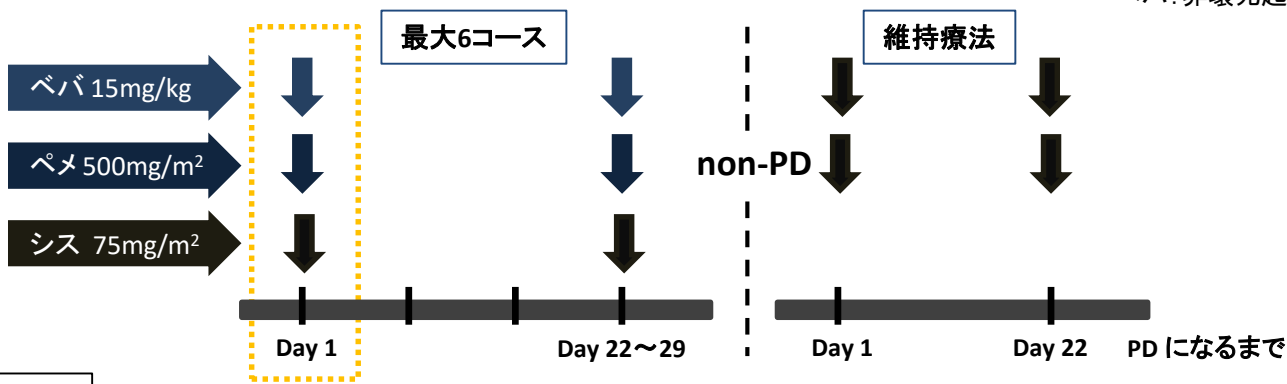 最大6コース
維持療法
ベバ 15mg/kg
ペメ 500mg/m²
non-PD
シス 75mg/m²
Day 1
Day 22～29
Day 1
Day 22
PD になるまで